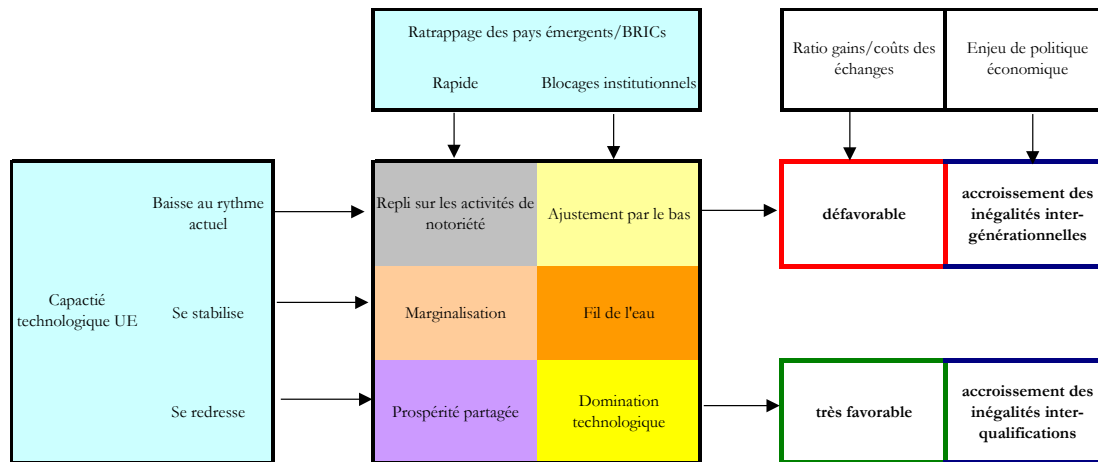 Ratrappage des pays émergents/BRICs
Rapide
Blocages institutionnels
Ratio gains/coûts des
échanges
Enjeu de politique
économique
Capactié
technologique UE
Baisse au rythme
actuel
Se stabilise
Se redresse
Repli sur les activités de
notoriété
Ajustement par le bas
Marginalisation
Fil de l'eau
Prospérité partagée
Domination
technologique
défavorable
accroissement des
inégalités inter-
générationnelles
très favorable
accroissement des
inégalités inter-
qualifications